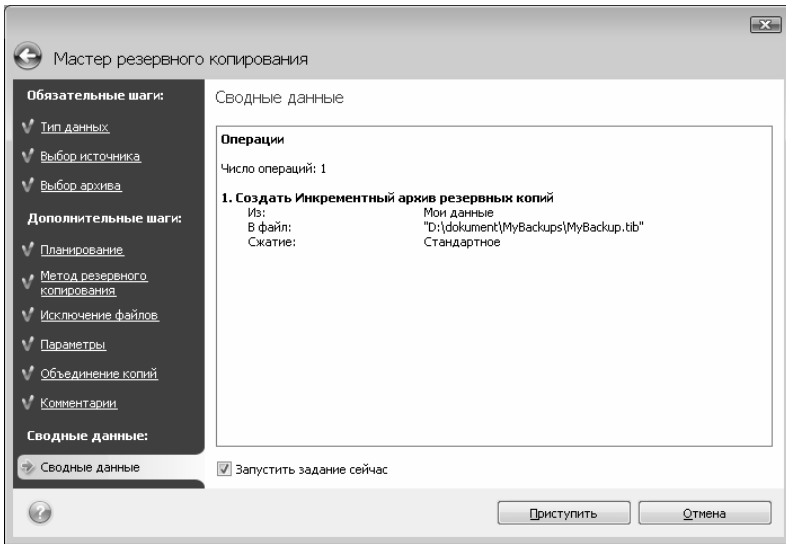 Мастер резервного копирования
Обязательные шаги:
Тип данных
Выбор источника
Выбор архива
Дополнительные шаги:
Планирование
Метод резервного
копирования
Исключение файлов
Параметры
Объединение копий
Комментарии
Сводные данные:
Сводные данные
Сводные данные
Операции
Число операций: 1
1. Создать Инкрементный архив резервных копий
Из: Мои данные
В файл: "D:\dokument\MyBackups\MyBackup.tib"
Сжатие: Стандартное
Запустить задание сейчас
Приступить
Отмена